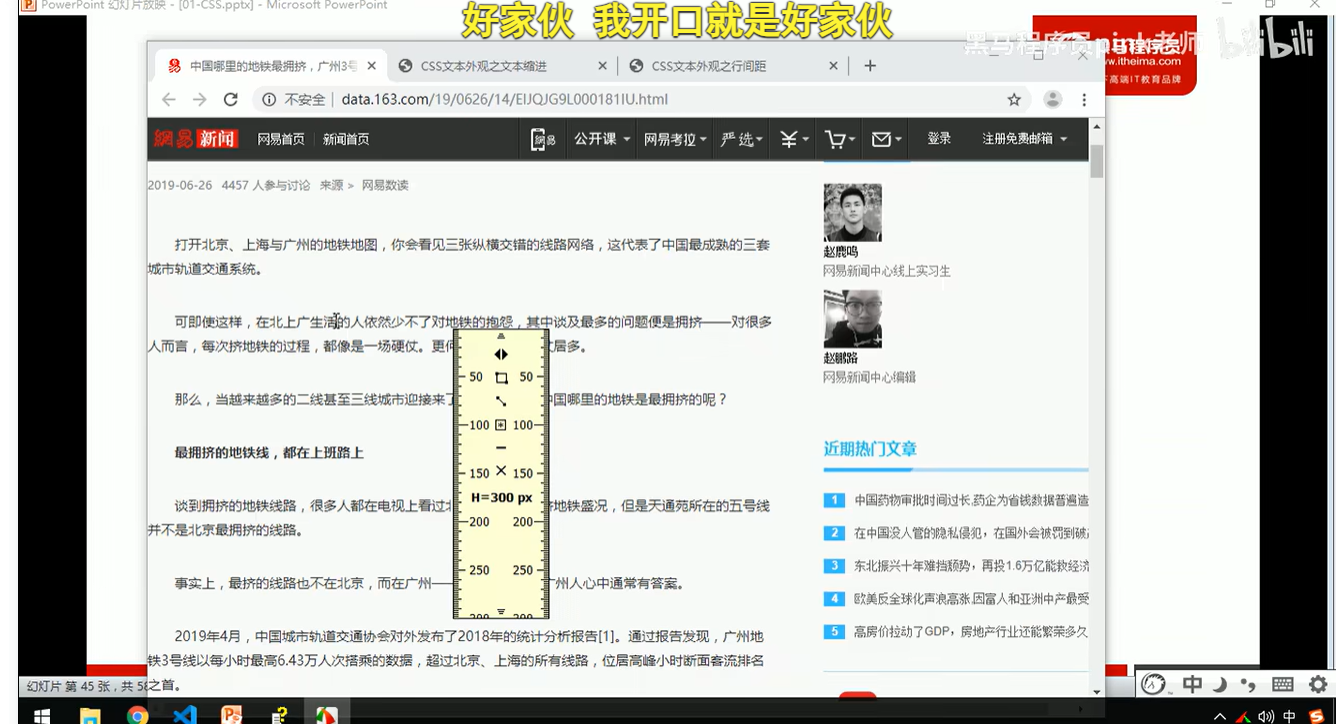 PowerPoint 幻灯片放映 - [01-CSS.pptx] - Microsoft PowerPoint
好家伙 我开口就是好家伙
黑马程序员pink老师 bilibili
www.itheima.com
高端IT教育品牌
中国哪里的地铁最拥挤，广州3号
CSS文本外观之文本缩进
CSS文本外观之行间距
不安全 | data.163.com/19/0626/14/EIJQJG9L000181IU.html
網易 新闻 网易首页 新闻首页 網易 公开课 网易考拉 严选 登录 注册免费邮箱
2019-06-26 4457 人参与讨论 来源 > 网易数读
打开北京、上海与广州的地铁地图，你会看见三张纵横交错的线路网络，这代表了中国最成熟的三套
城市轨道交通系统。
可即使这样，在北上广生活的人依然少不了对地铁的抱怨，其中谈及最多的问题便是拥挤——对很多
人而言，每次挤地铁的过程，都像是一场硬仗。更何 居多。
那么，当越来越多的二线甚至三线城市迎接来了 中国哪里的地铁是最拥挤的呢？
最拥挤的地铁线，都在上班路上
谈到拥挤的地铁线路，很多人都在电视上看过北 地铁盛况，但是天通苑所在的五号线
并不是北京最拥挤的线路。
事实上，最挤的线路也不在北京，而在广州—— 广州人心中通常有答案。
2019年4月，中国城市轨道交通协会对外发布了2018年的统计分析报告[1]。通过报告发现，广州地
铁3号线以每小时最高6.43万人次搭乘的数据，超过北京、上海的所有线路，位居高峰小时断面客流排名
之首。
50 50
100 100
150 150
H=300 px
200 200
250 250
赵鹿鸣
网易新闻中心线上实习生
赵鹏路
网易新闻中心编辑
近期热门文章
1 中国药物审批时间过长,药企为省钱数据普遍造
2 在中国没人管的隐私侵犯，在国外会被罚到破
3 东北振兴十年难挡颓势，再投1.6万亿能救经济
4 欧美反全球化声浪高涨,因富人和亚洲中产最受
5 高房价拉动了GDP，房地产行业还能繁荣多久
幻灯片 第 45 张，共 58
中
中